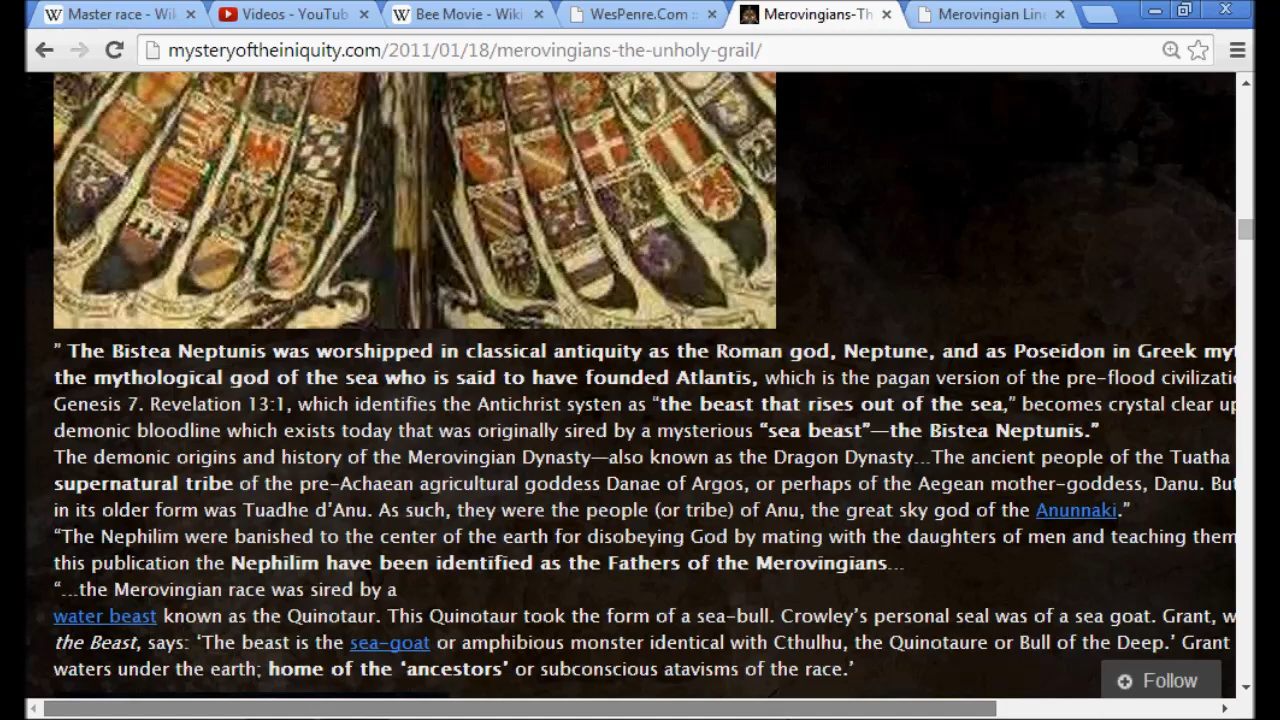 Master race - Wiki
Videos - YouTub
Bee Movie - Wiki
WesPenre.Com ::
Merovingians-Th
Merovingian Line
mysteryoftheiniquity.com/2011/01/18/merovingians-the-unholy-grail/
” The Bistea Neptunis was worshipped in classical antiquity as the Roman god, Neptune, and as Poseidon in Greek myt
the mythological god of the sea who is said to have founded Atlantis, which is the pagan version of the pre-flood civilizati
Genesis 7. Revelation 13:1, which identifies the Antichrist systen as “the beast that rises out of the sea,” becomes crystal clear up
demonic bloodline which exists today that was originally sired by a mysterious “sea beast”—the Bistea Neptunis.”
The demonic origins and history of the Merovingian Dynasty—also known as the Dragon Dynasty…The ancient people of the Tuatha
supernatural tribe of the pre-Achaean agricultural goddess Danae of Argos, or perhaps of the Aegean mother-goddess, Danu. But
in its older form was Tuadhe d’Anu. As such, they were the people (or tribe) of Anu, the great sky god of the Anunnaki.”
“The Nephilim were banished to the center of the earth for disobeying God by mating with the daughters of men and teaching them
this publication the Nephilim have been identified as the Fathers of the Merovingians…
“…the Merovingian race was sired by a
water beast known as the Quinotaur. This Quinotaur took the form of a sea-bull. Crowley’s personal seal was of a sea goat. Grant, w
the Beast, says: ‘The beast is the sea-goat or amphibious monster identical with Cthulhu, the Quinotaure or Bull of the Deep.’ Grant
waters under the earth; home of the ‘ancestors’ or subconscious atavisms of the race.’
Follow